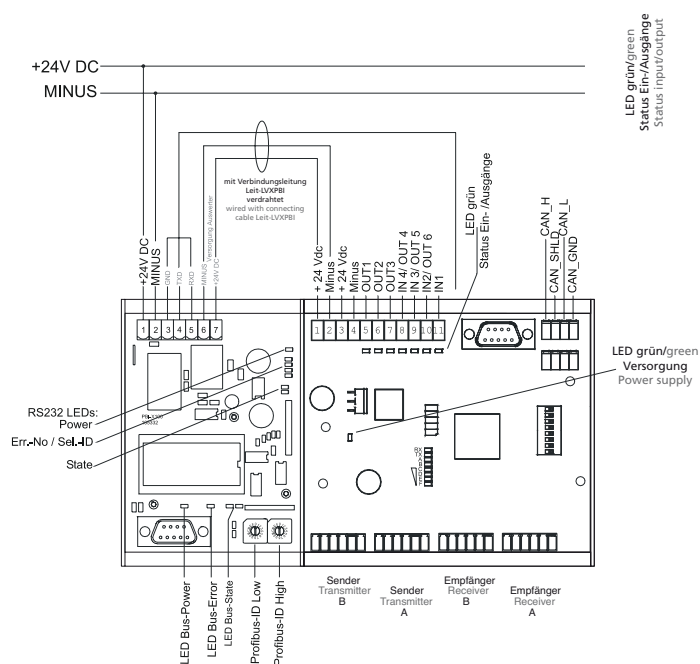 +24V DC
MINUS
LED grün/green
Status Ein-/Ausgänge
Status input/output
mit Verbindungsleitung
Leit-LVXPBI
verdrahtet
wired with connecting
cable Leit-LVXPBI
+24V DC
MINUS
GND
TXD
RXD
MINUS
Versorgung Auswerter
+24V DC
+ 24 Vdc
Minus
+ 24 Vdc
Minus
OUT1
OUT2
OUT3
IN 4/ OUT 4
IN 3/ OUT 5
IN2/ OUT 6
IN1
LED grün
Status Ein- /Ausgänge
CAN_H
CAN_SHLD
CAN_L
CAN_GND
1 2 3 4 5 6 7
1 2 3 4 5 6 7 8 9 10 11
LED grün/green
Versorgung
Power supply
RS232 LEDs:
Power
Err.-No / Sel.-ID
State
LED Bus-Power
LED Bus-Error
LED Bus-State
Profibus-ID Low
Profibus-ID High
Sender
Transmitter
B
Sender
Transmitter
A
Empfänger
Receiver
B
Empfänger
Receiver
A